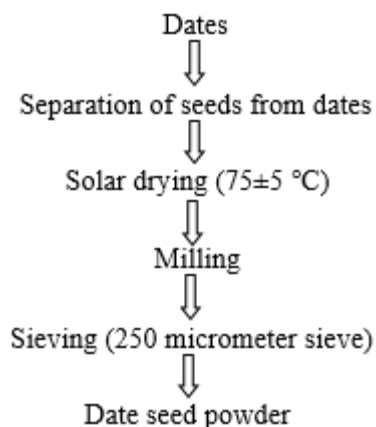 Dates
Separation of seeds from dates
Solar drying (75±5 °C)
Milling
Sieving (250 micrometer sieve)
Date seed powder